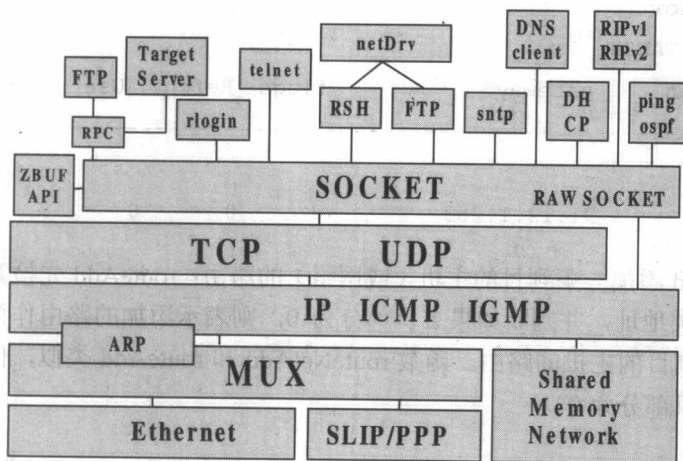 DNS
client
RIPv1
RIPv2
netDrv
Target
Server
telnet
FTP
RSH
FTP
sntp
DH
CP
ping
ospf
rlogin
RPC
ZBUF
API
SOCKET
RAW SOCKET
TCP UDP
IP ICMP IGMP
ARP
MUX
Shared
Memory
Network
Ethernet
SLIP/PPP